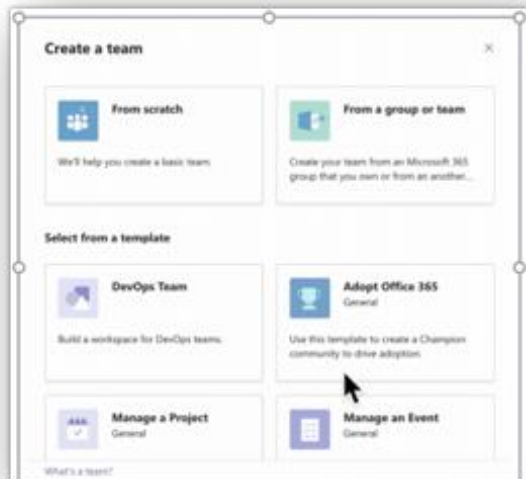 Create a team
From scratch
We'll help you create a basic team.
From a group or team
Create your team from an Microsoft 365
group that you own or from an another...
Select from a template
DevOps Team
Build a workspace for DevOps teams.
Adopt Office 365
General
Use this template to create a Champion
community to drive adoption.
Manage a Project
General
Manage an Event
General
What's a team?